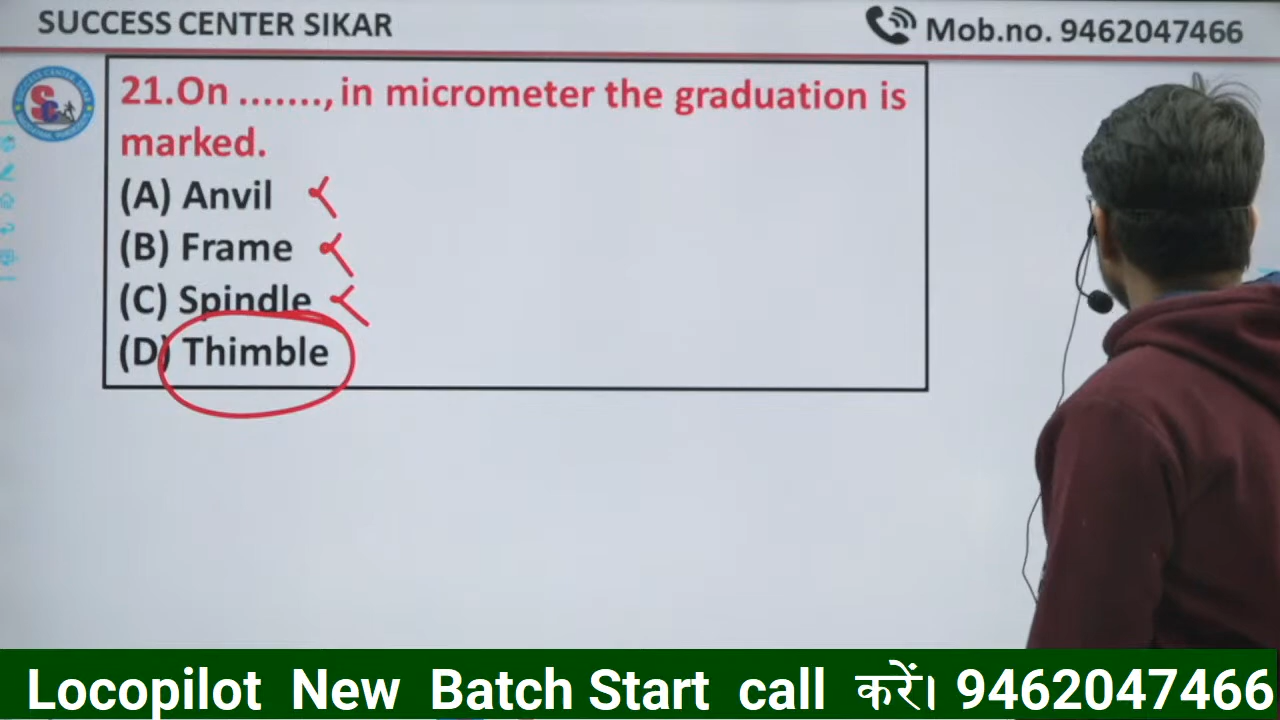 SUCCESS CENTER SIKAR
Mob.no. 9462047466
21.On ......., in micrometer the graduation is
marked.
(A) Anvil
(B) Frame
(C) Spindle
(D) Thimble
Locopilot New Batch Start call करें। 9462047466